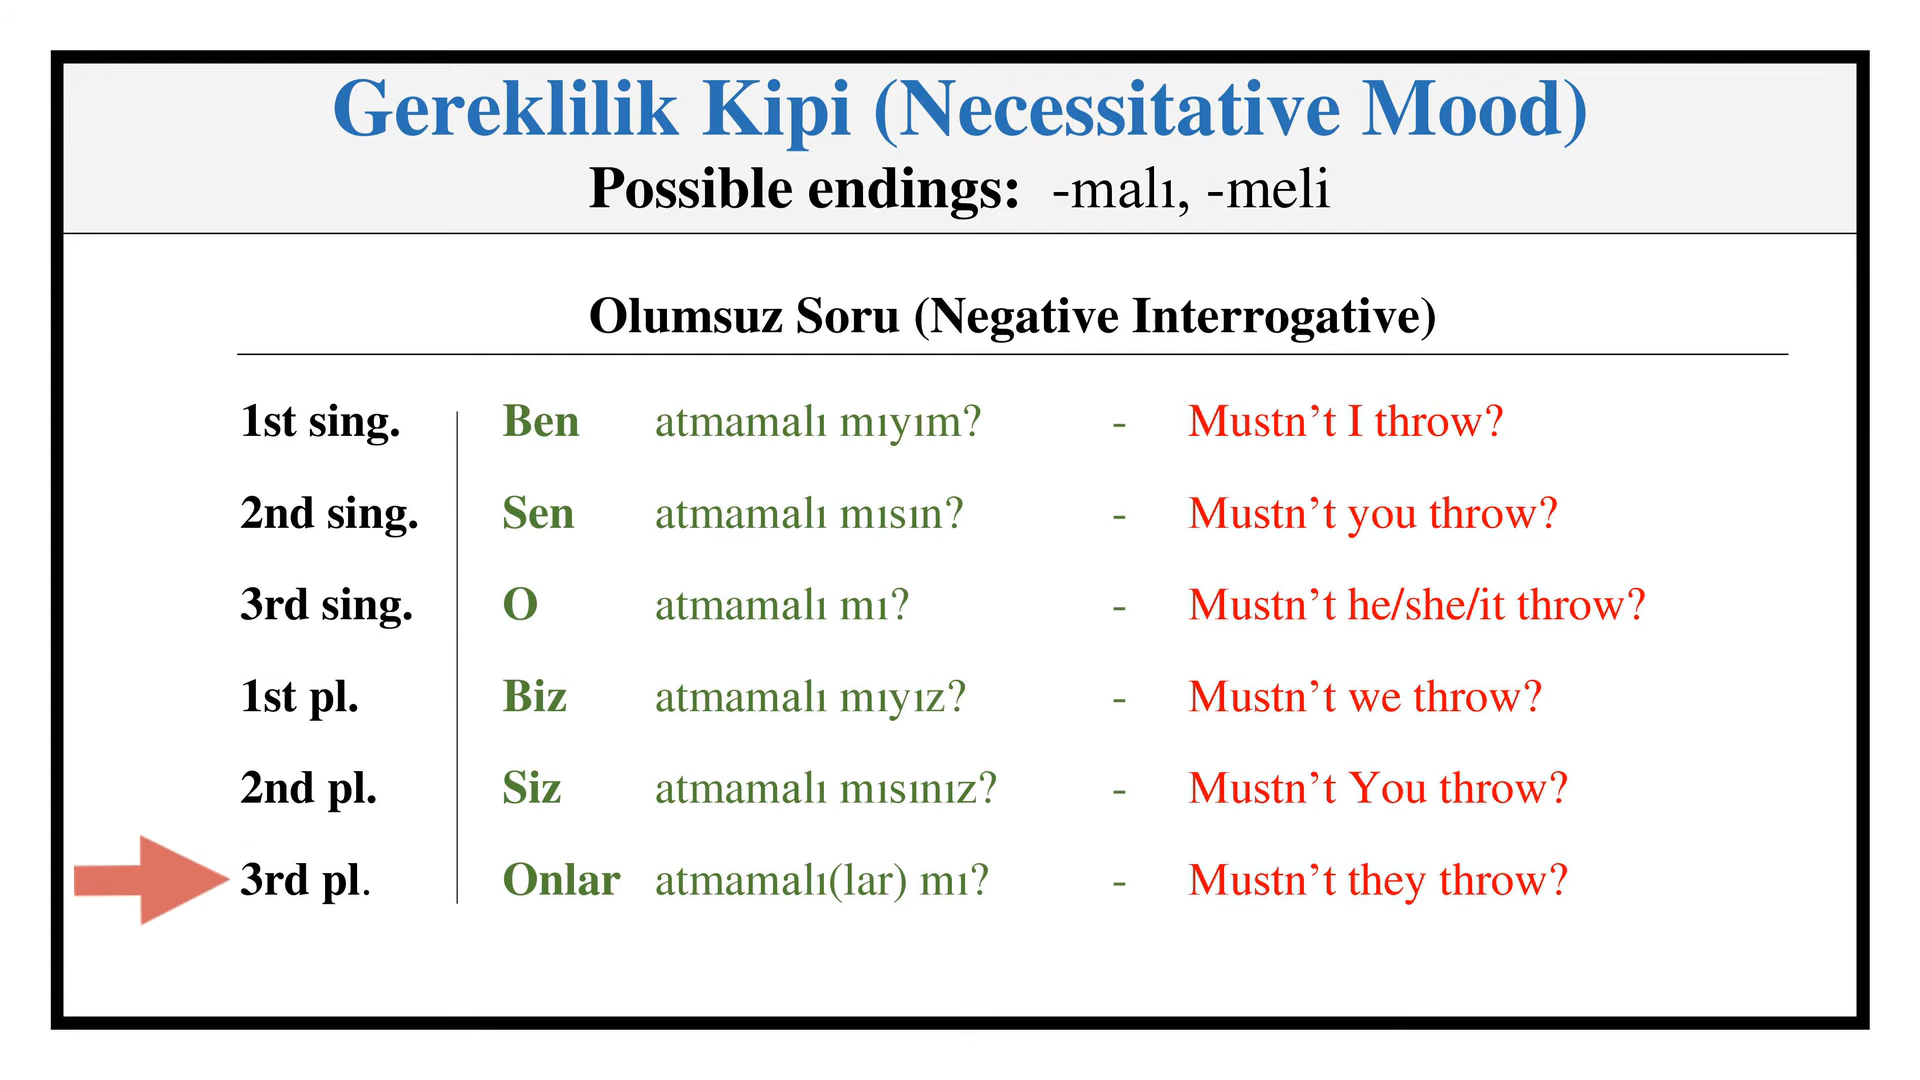 Gereklilik Kipi (Necessitative Mood)
Possible endings: -malı, -meli
Olumsuz Soru (Negative Interrogative)
1st sing. Ben atmamalı mıyım? - Mustn’t I throw?
2nd sing. Sen atmamalı mısın? - Mustn’t you throw?
3rd sing. O atmamalı mı? - Mustn’t he/she/it throw?
1st pl. Biz atmamalı mıyız? - Mustn’t we throw?
2nd pl. Siz atmamalı mısınız? - Mustn’t You throw?
3rd pl. Onlar atmamalı(lar) mı? - Mustn’t they throw?